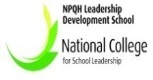 NPQH Leadership
Development School
National College
for School Leadership